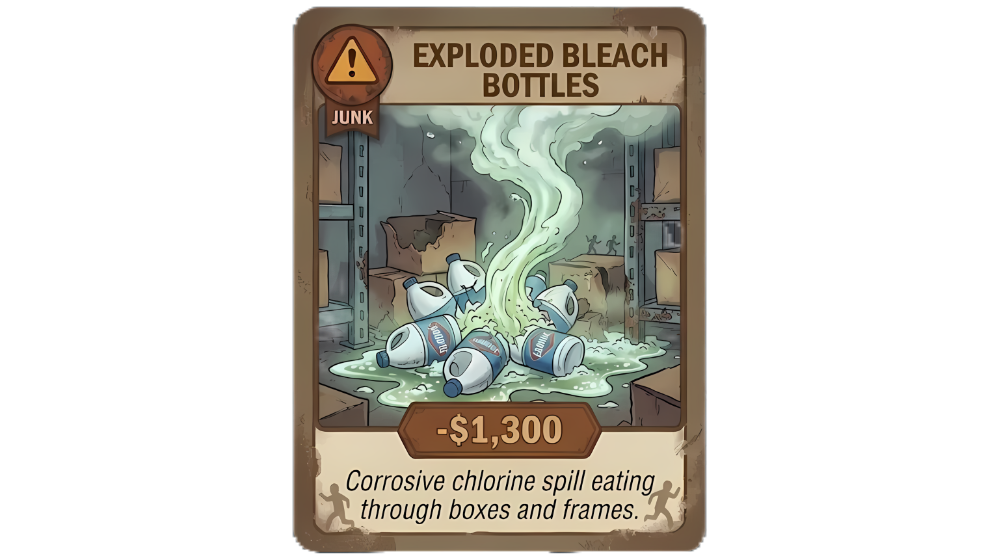 EXPLODED BLEACH
BOTTLES
JUNK
-$1,300
Corrosive chlorine spill eating
through boxes and frames.